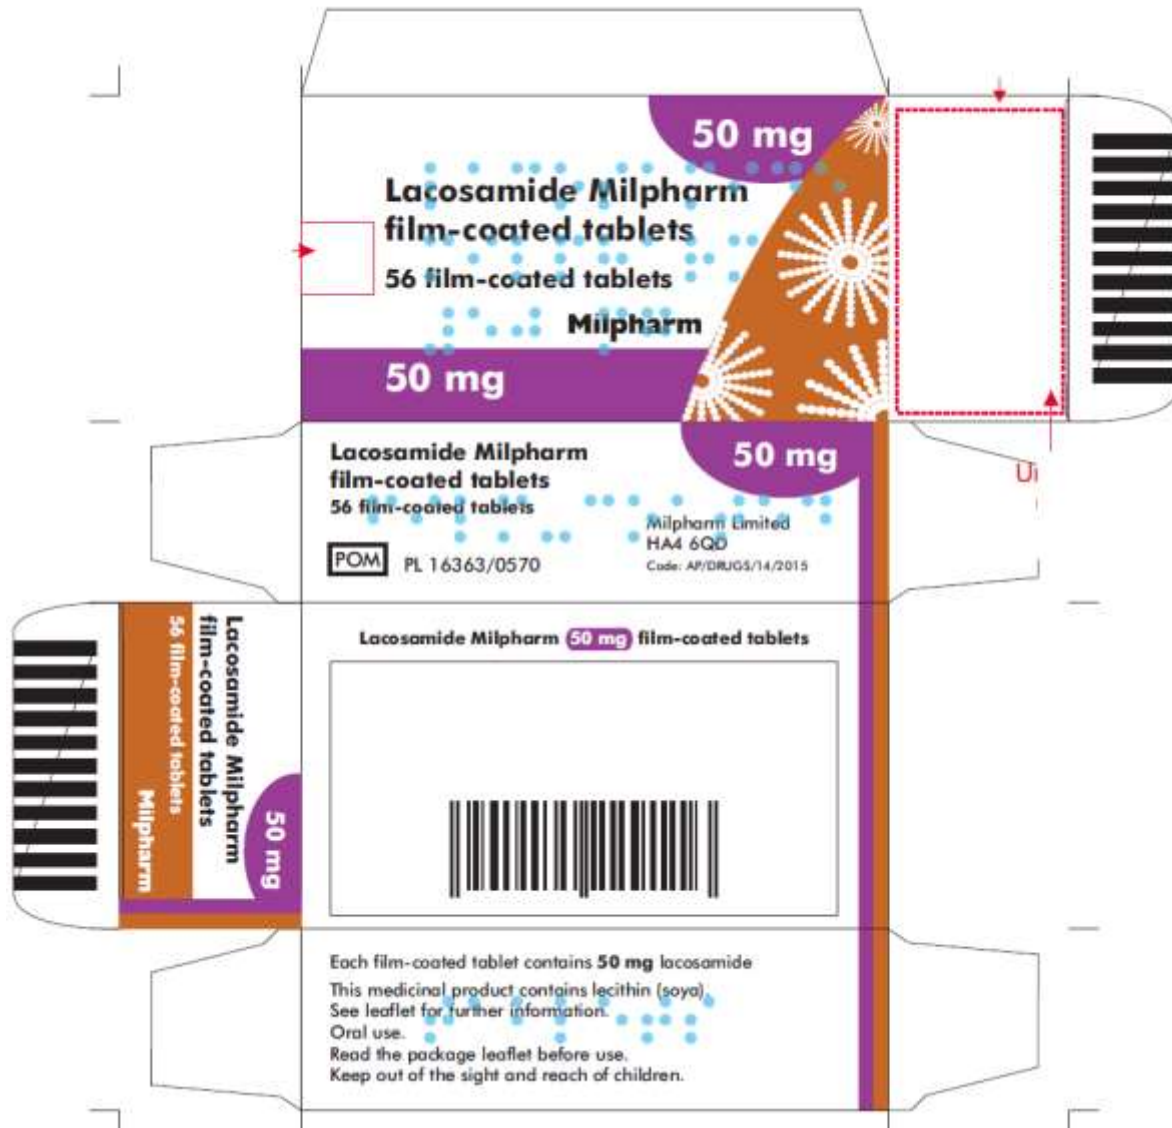 50 mg
Lacosamide Milpharm
film-coated tablets
56 film-coated tablets
Milpharm
50 mg
50 mg
Lacosamide Milpharm
film-coated tablets
56 film-coated tablets
Milpharm Limited
HA4 6QD
Code: AP/DRUGS/14/2015
POM
PL 16363/0570
Lacosamide Milpharm
film-coated tablets
56 film-coated tablets
Milpharm
50 mg
Lacosamide Milpharm 50 mg film-coated tablets
Each film-coated tablet contains 50 mg lacosamide
This medicinal product contains lecithin (soya).
See leaflet for further information.
Oral use.
Read the package leaflet before use.
Keep out of the sight and reach of children.